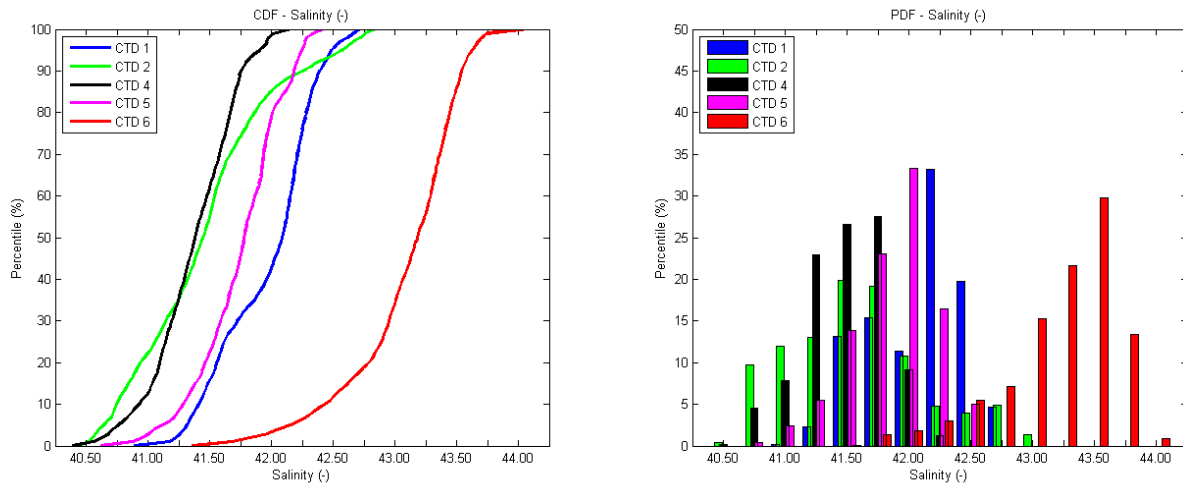 CDF - Salinity (-)
100
90
80
70
60
50
40
30
20
10
0
Percentile (%)
CTD 1
CTD 2
CTD 4
CTD 5
CTD 6
40.50 41.00 41.50 42.00 42.50 43.00 43.50 44.00
Salinity (-)
PDF - Salinity (-)
50
45
40
35
30
25
20
15
10
5
0
Percentile (%)
CTD 1
CTD 2
CTD 4
CTD 5
CTD 6
40.50 41.00 41.50 42.00 42.50 43.00 43.50 44.00
Salinity (-)